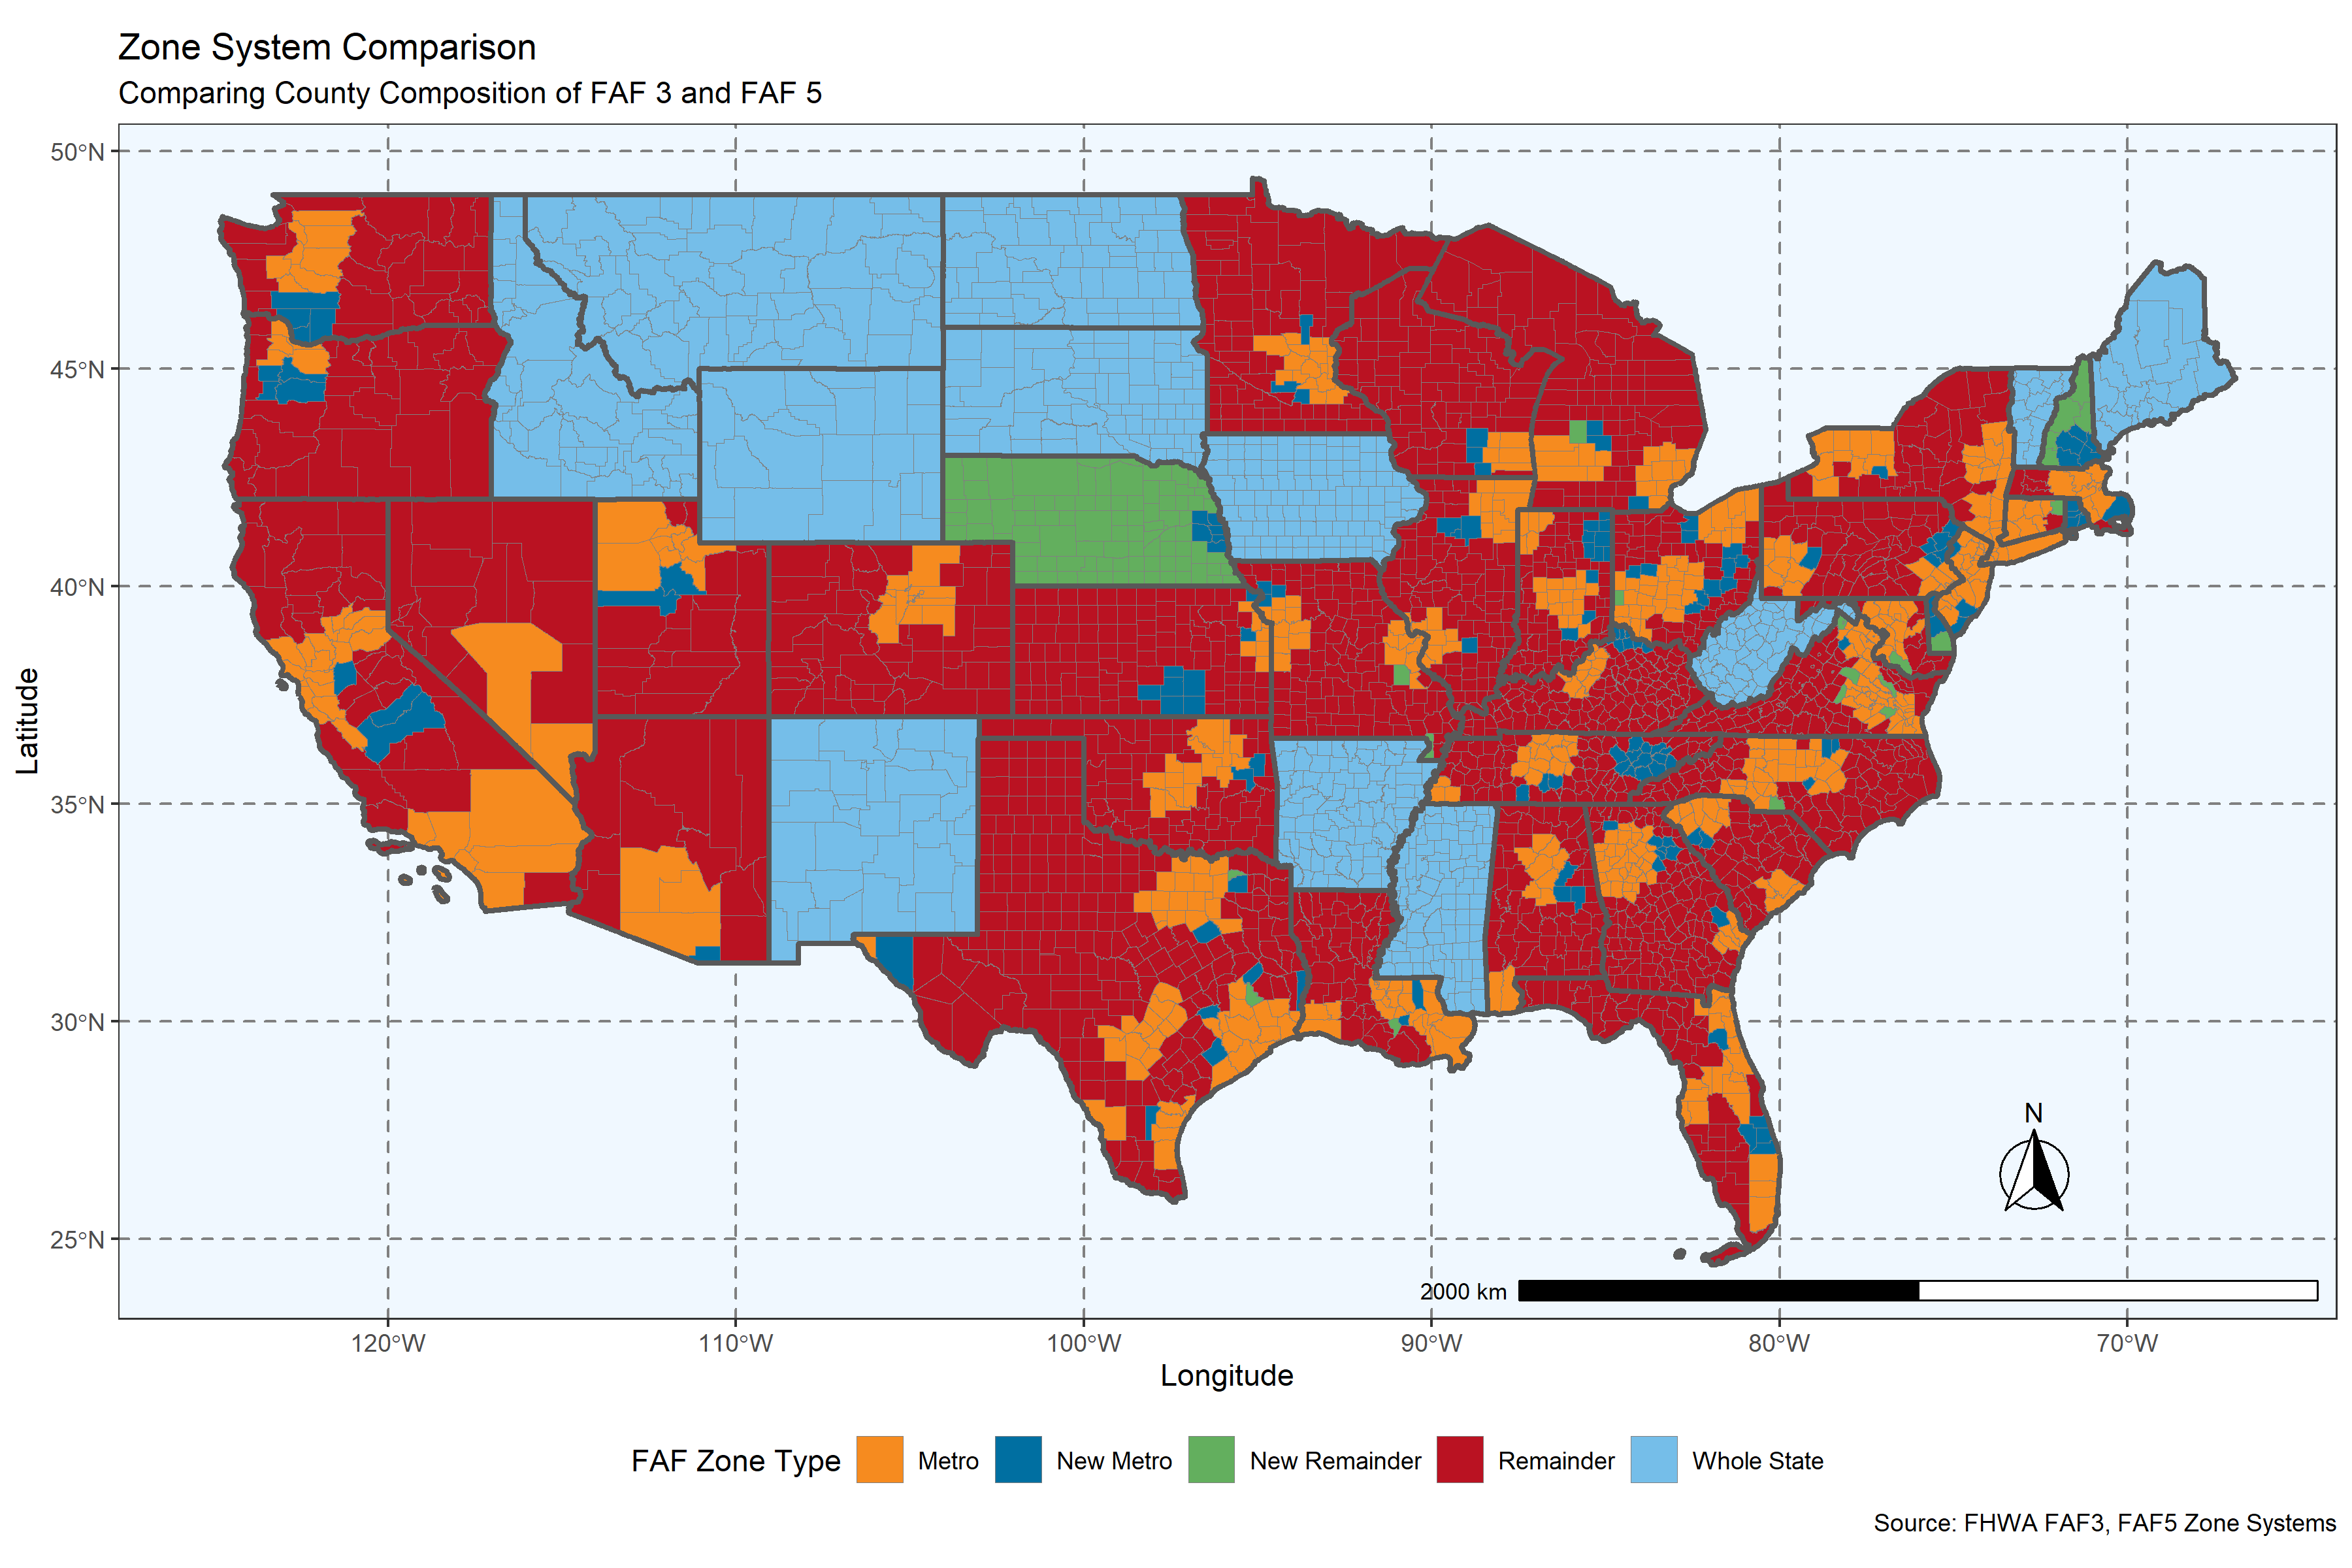 Zone System Comparison
Comparing County Composition of FAF 3 and FAF 5
50°N
45°N
40°N
35°N
30°N
25°N
Latitude
N
2000 km
120°W 110°W 100°W 90°W 80°W 70°W
Longitude
FAF Zone Type Metro New Metro New Remainder Remainder Whole State
Source: FHWA FAF3, FAF5 Zone Systems